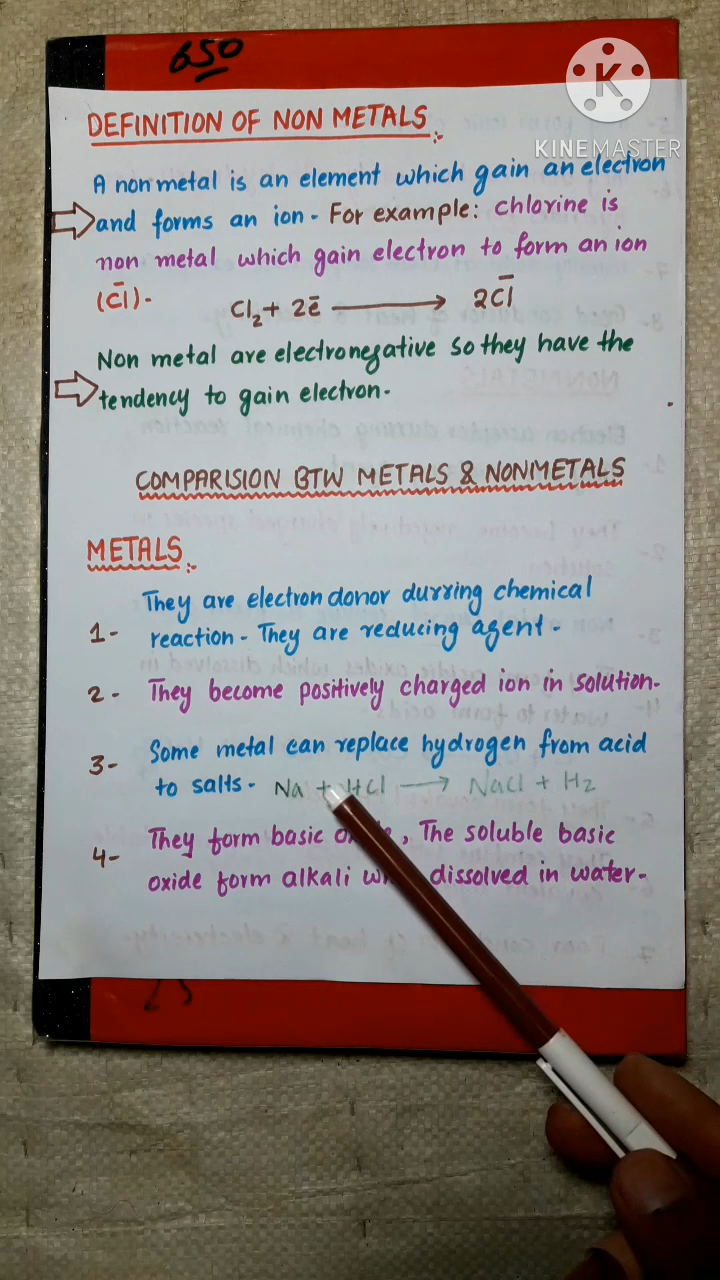 650
K
KINEMASTER
DEFINITION OF NON METALS :-
A non metal is an element which gain an electron
and forms an ion - For example: chlorine is
non metal which gain electron to form an ion
(Cl̄)-
Cl₂ + 2ē ⟶ 2Cl̄
Non metal are electronegative so they have the
tendency to gain electron-
COMPARISION BTW METALS & NONMETALS
METALS :-
1- They are electron donor durring chemical
reaction - They are reducing agent -
2- They become positively charged ion in solution-
3- Some metal can replace hydrogen from acid
to salts- Na + HCl ⟶ NaCl + H₂
4- They form basic oxide, The soluble basic
oxide form alkali dissolved in water-